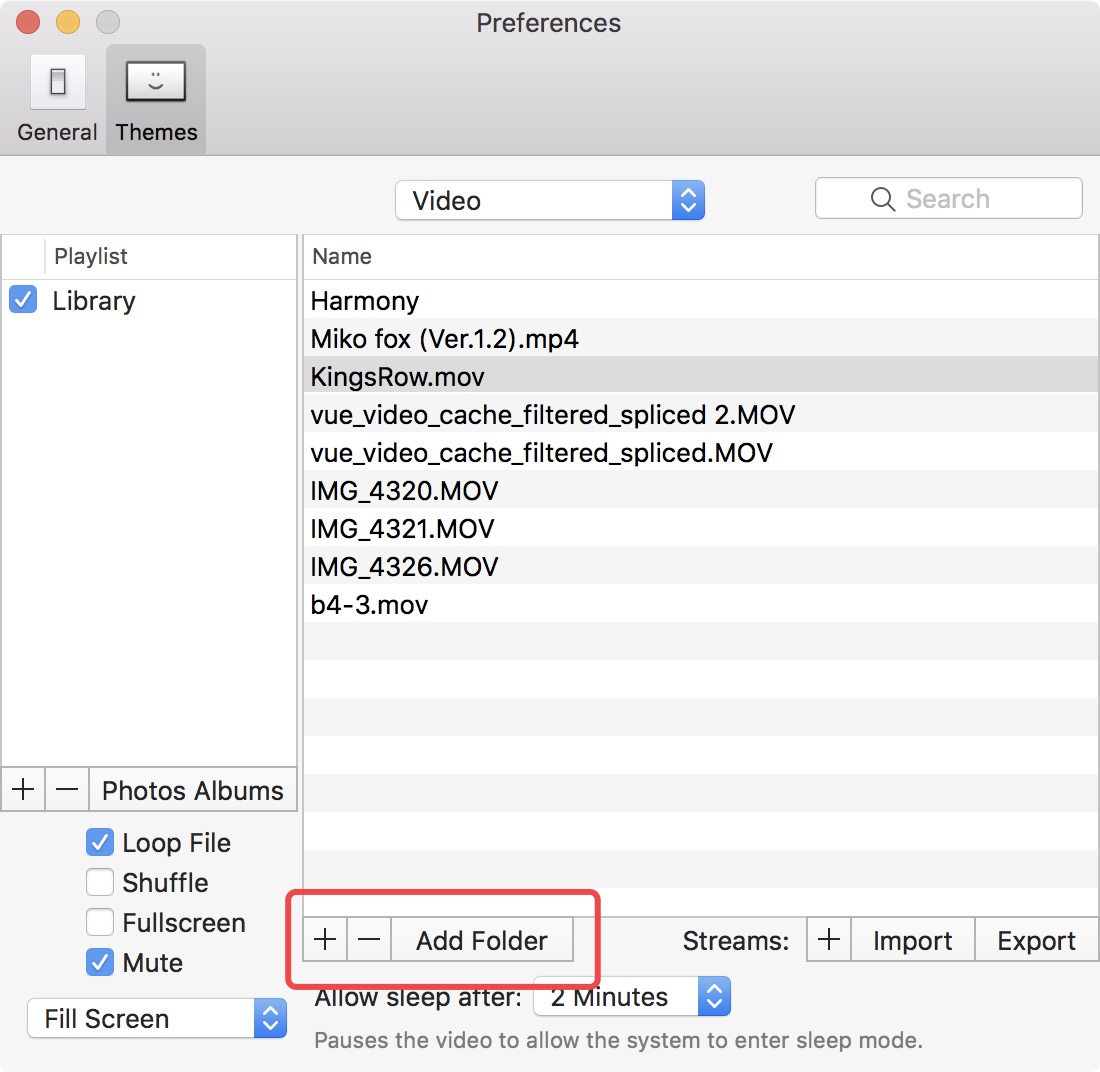 Preferences
General
Themes
Video
Search
Playlist
Name
Library
Harmony
Miko fox (Ver.1.2).mp4
KingsRow.mov
vue_video_cache_filtered_spliced 2.MOV
vue_video_cache_filtered_spliced.MOV
IMG_4320.MOV
IMG_4321.MOV
IMG_4326.MOV
b4-3.mov
+ — Photos Albums
Loop File
Shuffle
Fullscreen
Mute
Fill Screen
+ — Add Folder
Streams: + Import Export
Allow sleep after: 2 Minutes
Pauses the video to allow the system to enter sleep mode.